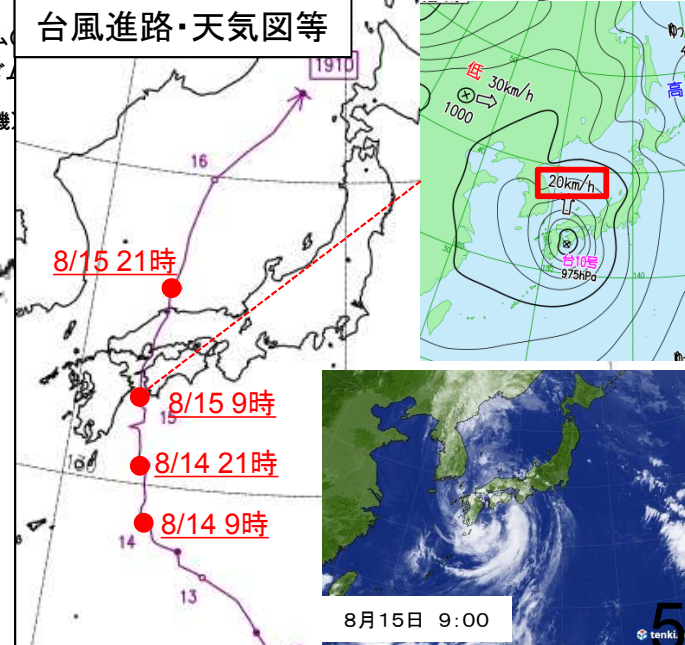 台風進路・天気図等
1910
16
8/15 21時
8/15 9時
15
8/14 21時
8/14 9時
14
13
低
30km/h
1000
高
20km/h
台10号
975hPa
140
8月15日 9:00
5
tenki.